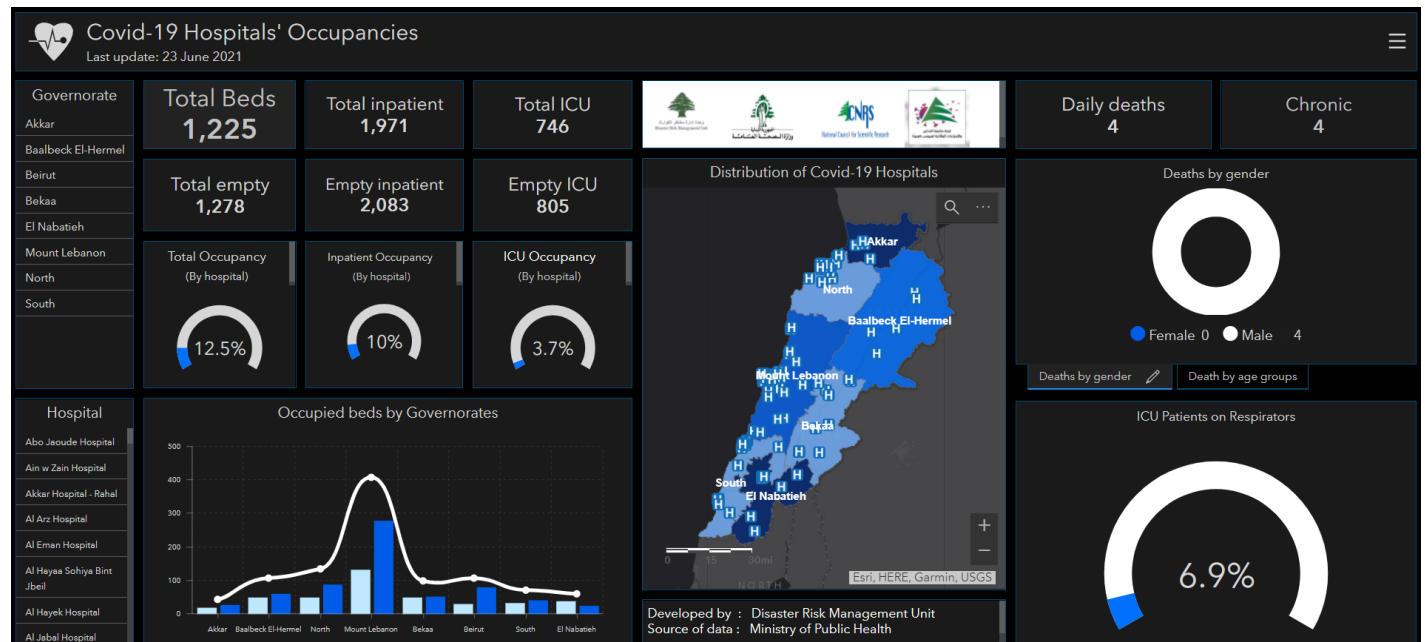 Covid-19 Hospitals' Occupancies
Last update: 23 June 2021
Governorate
Akkar
Baalbeck El-Hermel
Beirut
Bekaa
El Nabatieh
Mount Lebanon
North
South
Total Beds
1,225
Total inpatient
1,971
Total ICU
746
Total empty
1,278
Empty inpatient
2,083
Empty ICU
805
Total Occupancy
(By hospital)
12.5%
Inpatient Occupancy
(By hospital)
10%
ICU Occupancy
(By hospital)
3.7%
Hospital
Abo Jaoude Hospital
Ain w Zain Hospital
Akkar Hospital - Rahal
Al Arz Hospital
Al Eman Hospital
Al Hayaa Sohiya Bint
Jbeil
Al Hayek Hospital
Al Jabal Hospital
Occupied beds by Governorates
500
400
300
200
100
0
Akkar Baalbeck El-Hermel North Mount Lebanon Bekaa Beirut South El Nabatieh
Disaster Risk Management Unit
CNRS
National Council for Scientific Research
Distribution of Covid-19 Hospitals
Akkar
North
Baalbeck El-Hermel
Mount Lebanon
Bekaa
South
El Nabatieh
0 15 30mi
NORTH
Esri, HERE, Garmin, USGS
Developed by : Disaster Risk Management Unit
Source of data : Ministry of Public Health
Daily deaths
4
Chronic
4
Deaths by gender
Female 0 Male 4
Deaths by gender
Death by age groups
ICU Patients on Respirators
6.9%